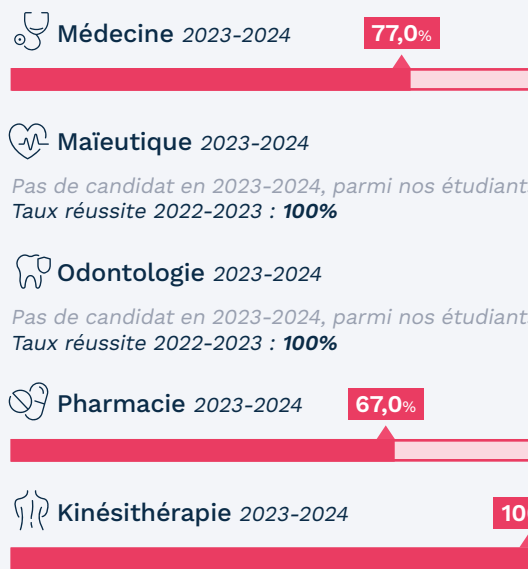 Médecine 2023-2024
77,0%
Maïeutique 2023-2024
Pas de candidat en 2023-2024, parmi nos étudiant
Taux réussite 2022-2023 : 100%
Odontologie 2023-2024
Pas de candidat en 2023-2024, parmi nos étudiant
Taux réussite 2022-2023 : 100%
Pharmacie 2023-2024
67,0%
Kinésithérapie 2023-2024